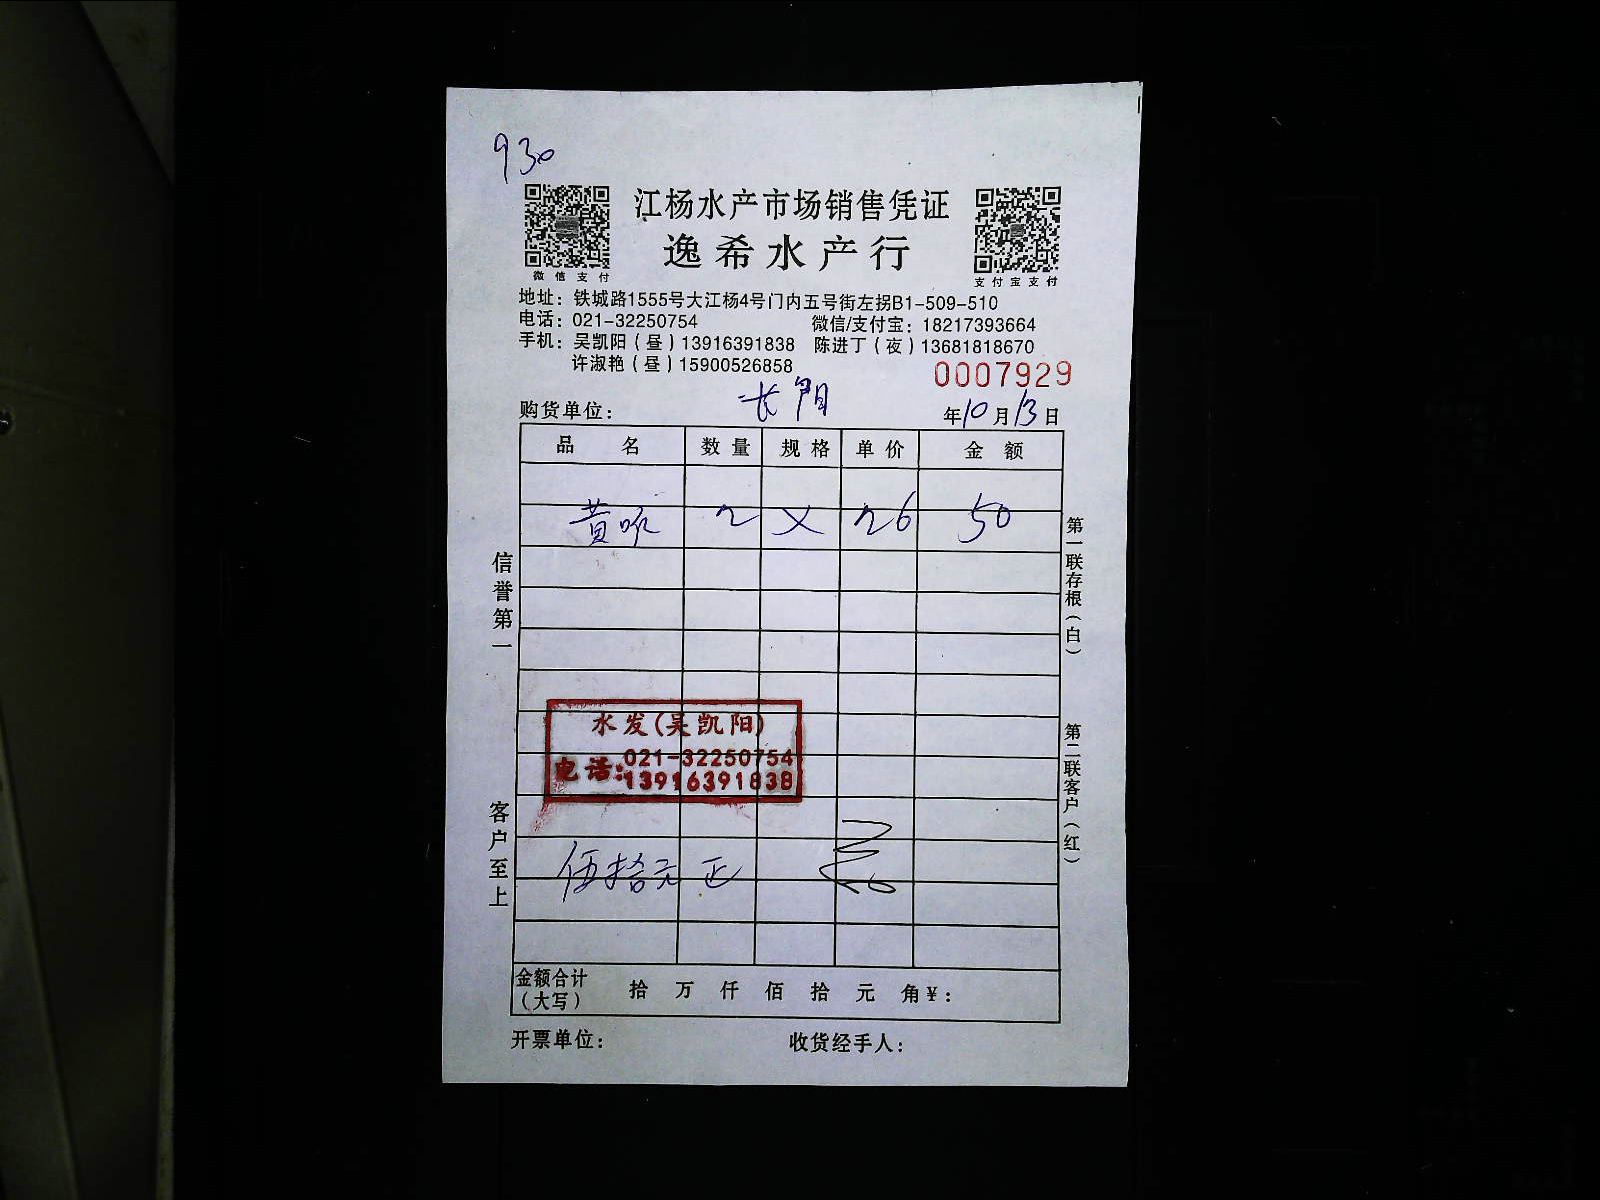 930
江杨水产市场销售凭证
逸希水产行
微信支付
支付宝支付
地址：铁城路1555号大江杨4号门内五号街左拐B1-509-510
电话：021-32250754 微信/支付宝：18217393664
手机：吴凯阳（昼）13916391838 陈进丁（夜）13681818670
许淑艳（昼）15900526858
0007929
购货单位： 长阳 年10月13日
品名 数量 规格 单价 金额
黄 2 × 26 50
信誉第一
客户至上
第一联存根（白）
第二联客户（红）
水发(吴凯阳)
电话:021-32250754
13916391838
伍拾元正
金额合计（大写） 拾 万 仟 佰 拾 元 角 ¥：
开票单位： 收货经手人：